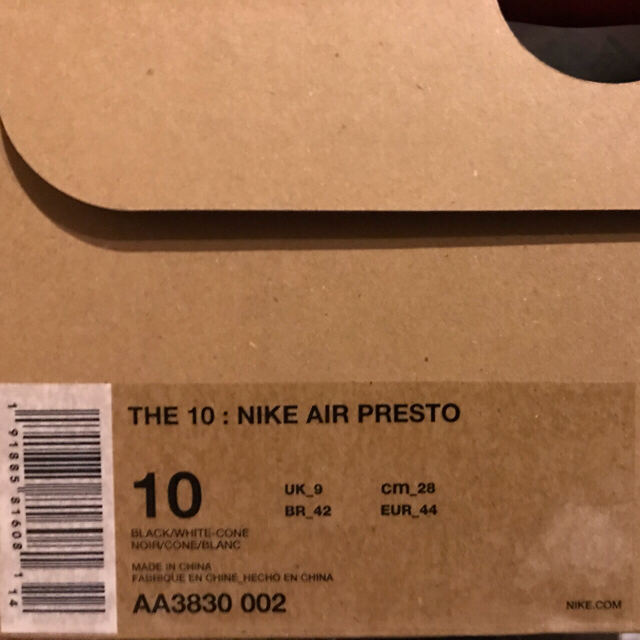 THE 10 : NIKE AIR PRESTO
10
UK_9 cm_28
BR_42 EUR_44
BLACK/WHITE-CONE
NOIR/CONE/BLANC
MADE IN CHINA
FABRIQUE EN CHINE_HECHO EN CHINA
AA3830 002
NIKE.COM
1 91885 81608 1 14